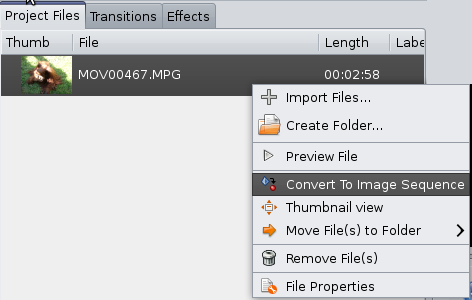 Project Files Transitions Effects
Thumb File Length Labe
MOV00467.MPG 00:02:58
Import Files...
Create Folder...
Preview File
Convert To Image Sequence
Thumbnail view
Move File(s) to Folder
Remove File(s)
File Properties